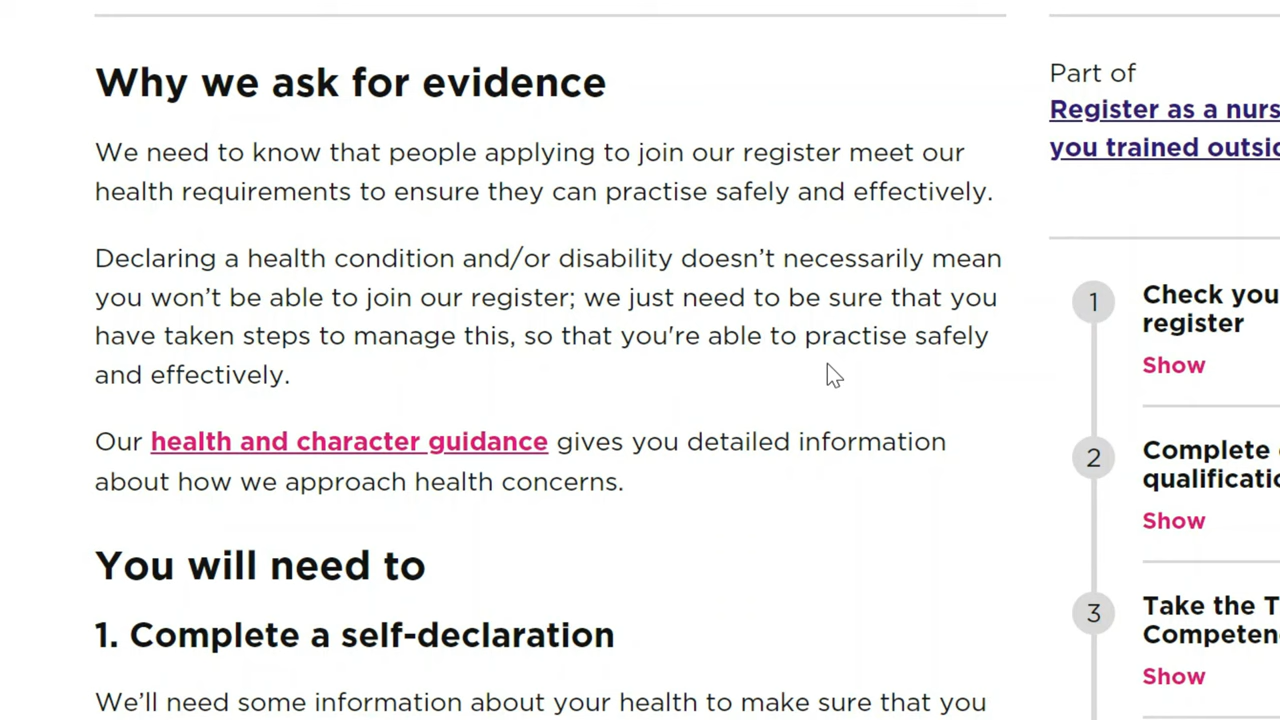 Why we ask for evidence
We need to know that people applying to join our register meet our
health requirements to ensure they can practise safely and effectively.
Declaring a health condition and/or disability doesn’t necessarily mean
you won’t be able to join our register; we just need to be sure that you
have taken steps to manage this, so that you're able to practise safely
and effectively.
Our health and character guidance gives you detailed information
about how we approach health concerns.
You will need to
1. Complete a self-declaration
We’ll need some information about your health to make sure that you
Part of
Register as a nurs
you trained outsid
1
Check you
register
Show
2
Complete
qualificatio
Show
3
Take the T
Competen
Show